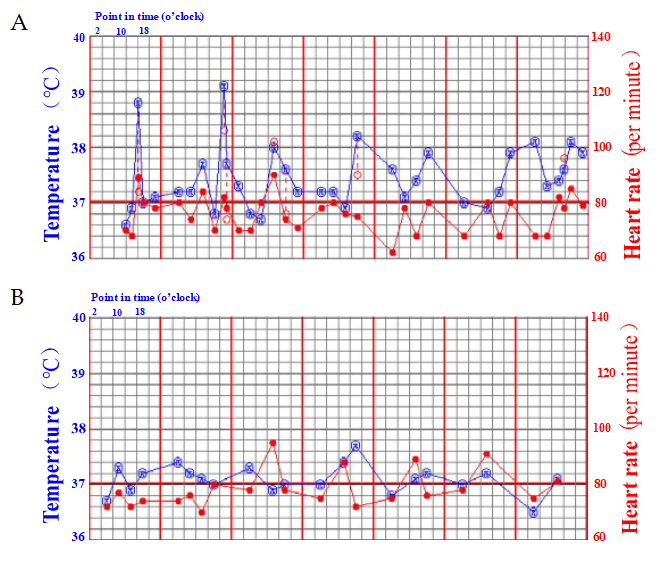 A
Point in time (o'clock)
2 10 18
40 140
39 120
38 100
37 80
36 60
Temperature (℃)
Heart rate (per minute)
B
Point in time (o'clock)
2 10 18
40 140
39 120
38 100
37 80
36 60
Temperature (℃)
Heart rate (per minute)